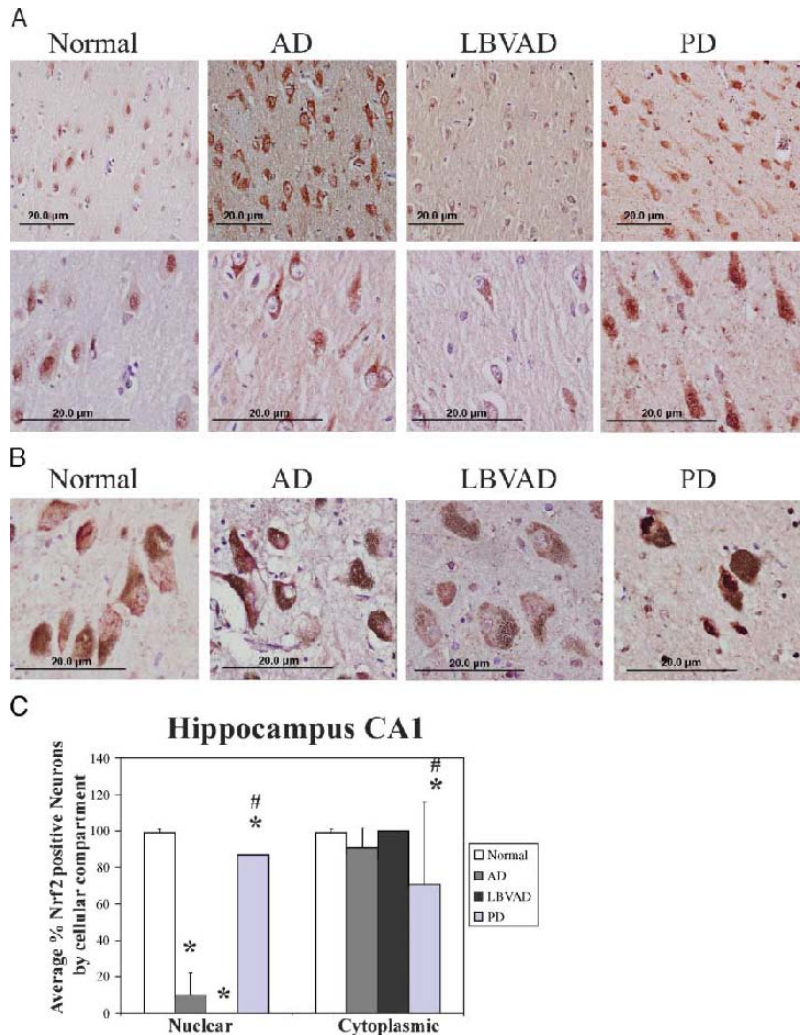 A
Normal AD LBVAD PD
20.0 µm 20.0 µm 20.0 µm 20.0 µm
20.0 µm 20.0 µm 20.0 µm 20.0 µm
B
Normal AD LBVAD PD
20.0 µm 20.0 µm 20.0 µm 20.0 µm
C
Hippocampus CA1
Average % Nrf2 positive Neurons
by cellular compartment
140
120
100
80
60
40
20
0
* * # * # *
Nuclear Cytoplasmic
Normal
AD
LBVAD
PD